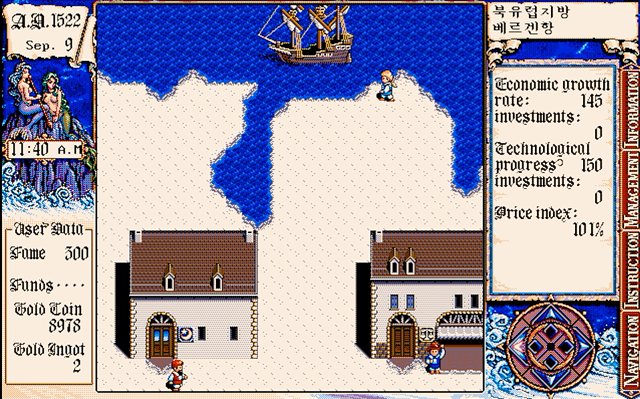 A.D.1522
Sep. 9
11:40 A.M
User Data
Fame 300
Funds····
Gold Coin
8978
Gold Ingot
2
북유럽지방
베르겐항
Economic growth
rate: 145
investments:
0
Technological
progress: 150
investments:
0
Price index:
101%
Information
Management
Instruction
Navigation